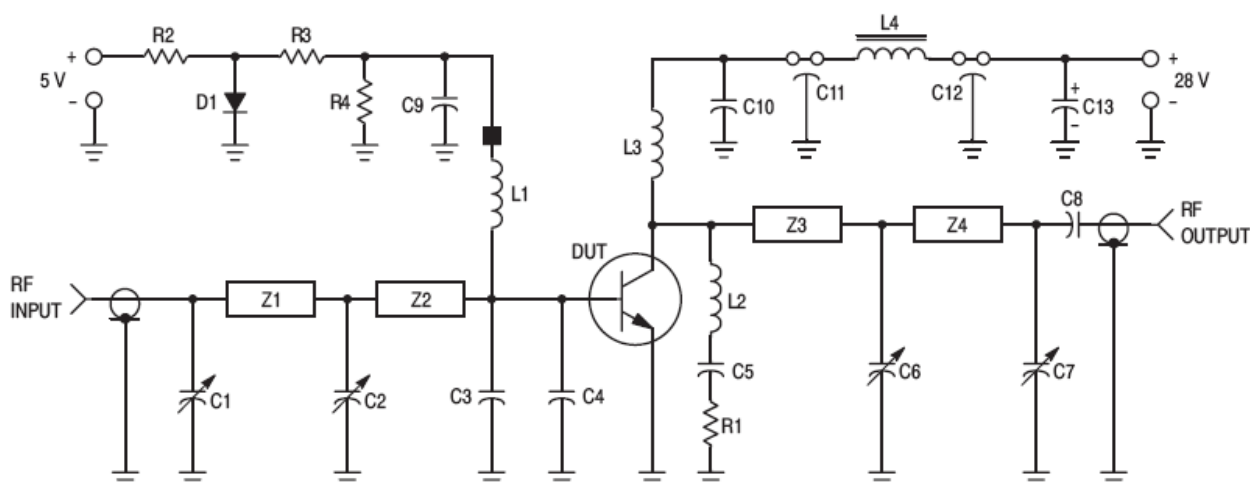 R2
R3
L4
+
5 V
−
D1
R4
C9
C10
C11
C12
+
C13
−
+
28 V
−
L1
L3
C8
RF
OUTPUT
Z3
Z4
DUT
RF
INPUT
Z1
Z2
L2
C1
C2
C3
C4
C5
R1
C6
C7